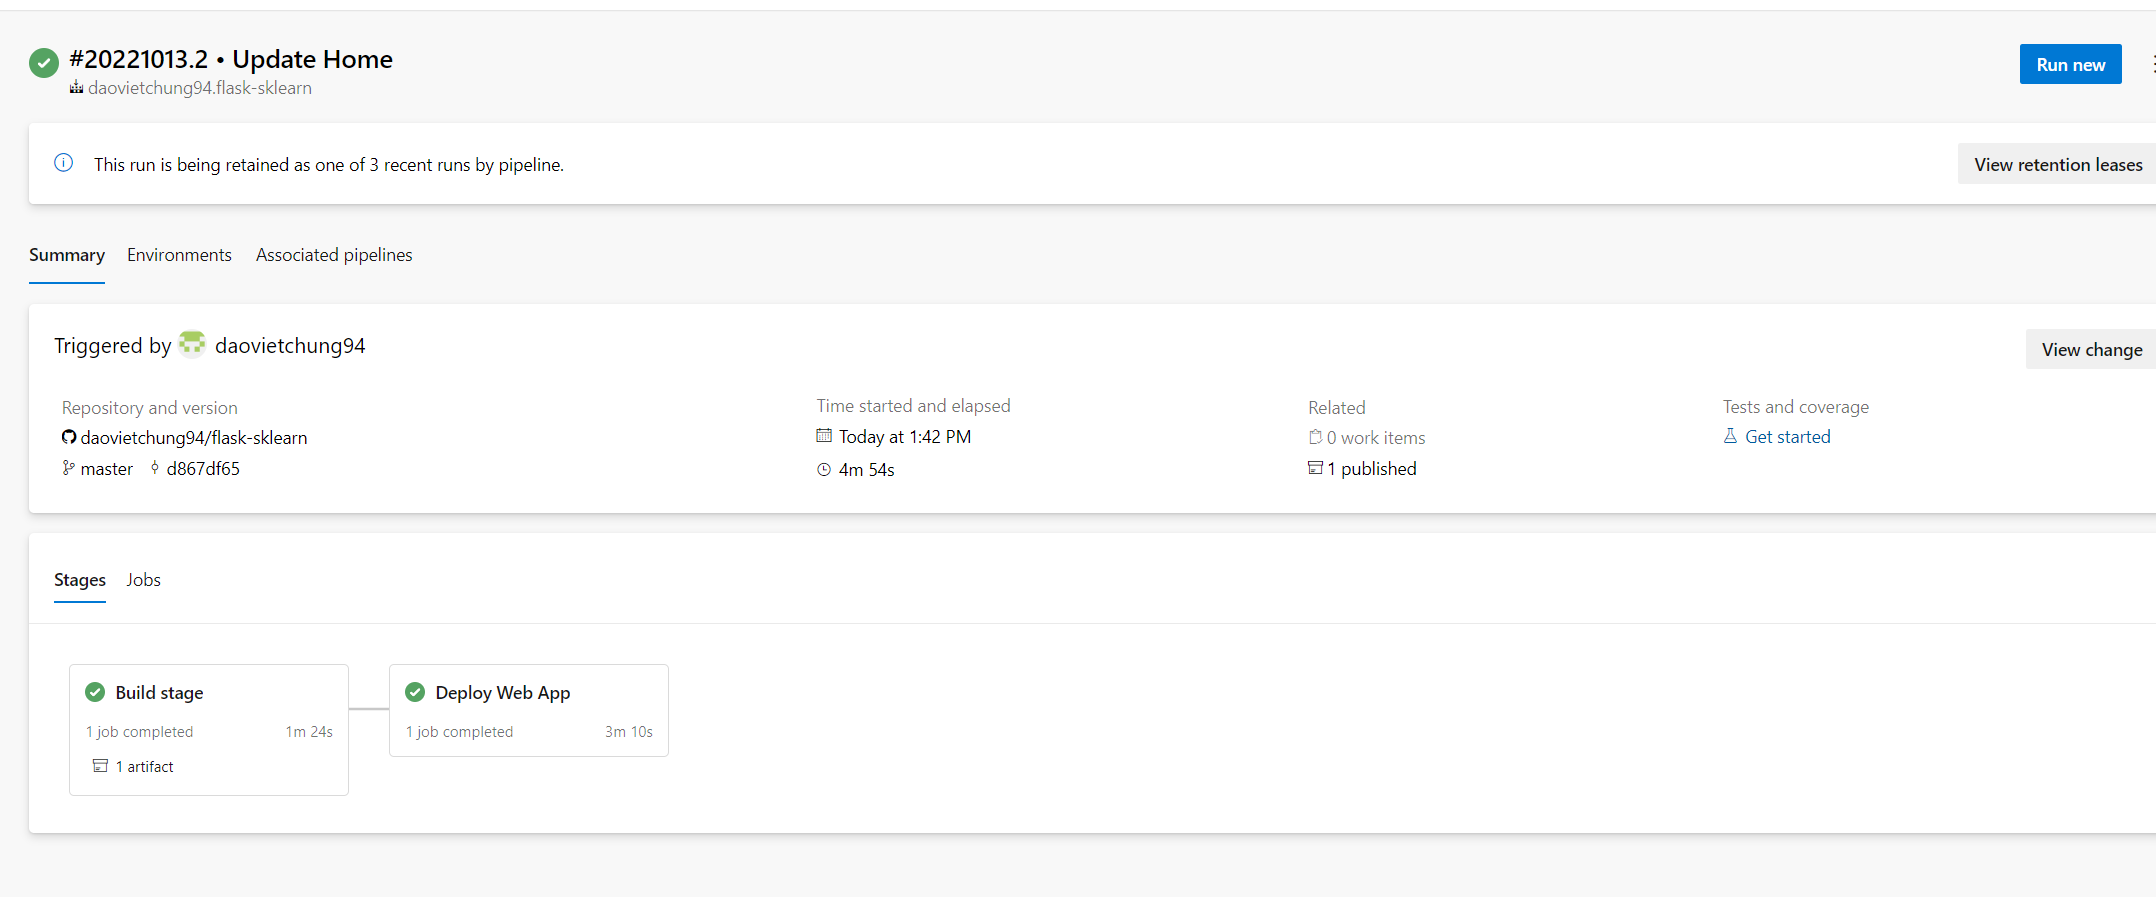 #20221013.2 • Update Home
Run new
daovietchung94.flask-sklearn
This run is being retained as one of 3 recent runs by pipeline.
View retention leases
Summary Environments Associated pipelines
Triggered by daovietchung94
View change
Repository and version
daovietchung94/flask-sklearn
master d867df65
Time started and elapsed
Today at 1:42 PM
4m 54s
Related
0 work items
1 published
Tests and coverage
Get started
Stages Jobs
Build stage
1 job completed 1m 24s
1 artifact
Deploy Web App
1 job completed 3m 10s